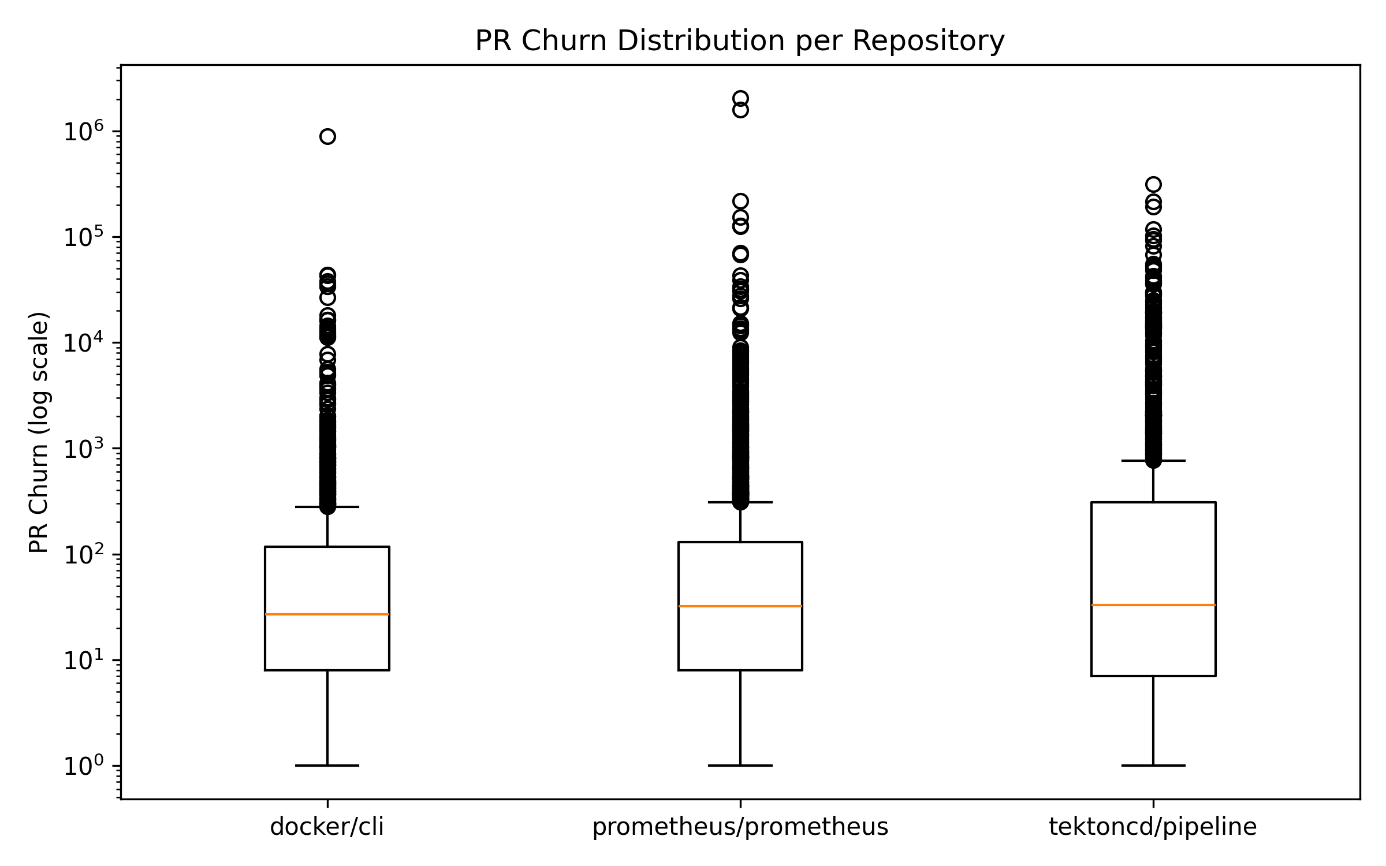 PR Churn Distribution per Repository
PR Churn (log scale)
10⁶
10⁵
10⁴
10³
10²
10¹
10⁰
docker/cli
prometheus/prometheus
tektoncd/pipeline